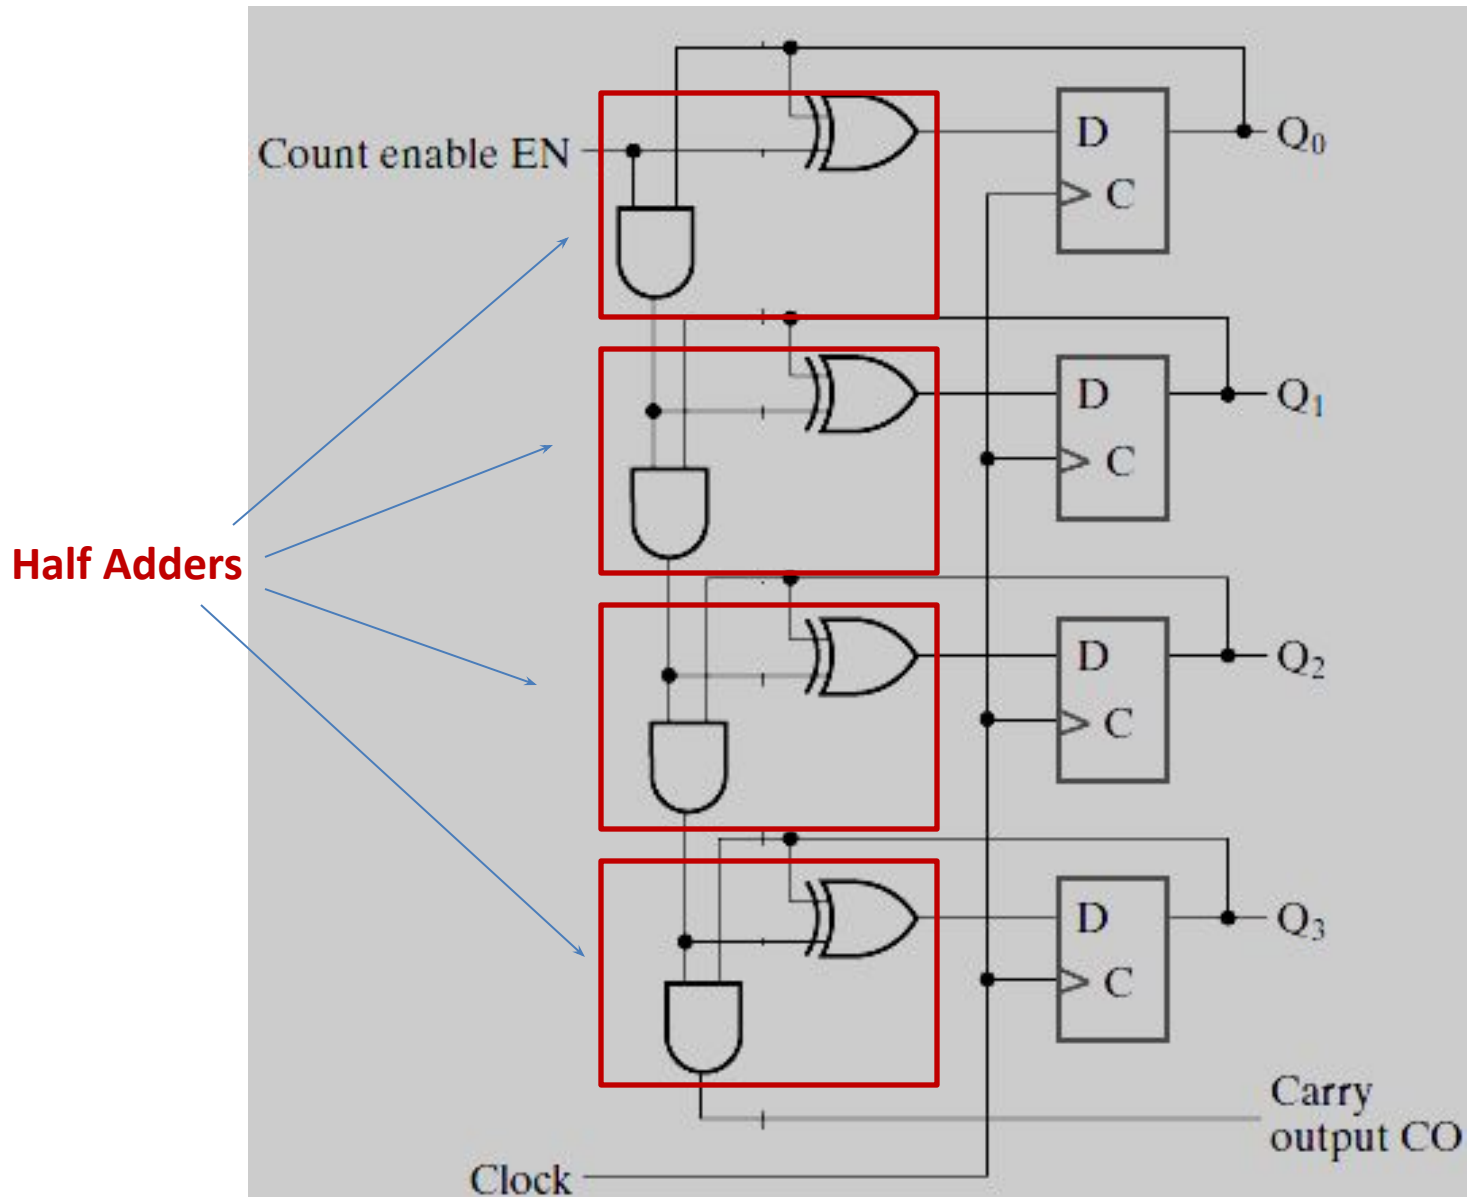 Count enable EN
D
Q₀
C
D
Q₁
C
Half Adders
D
Q₂
C
D
Q₃
C
Carry
output CO
Clock